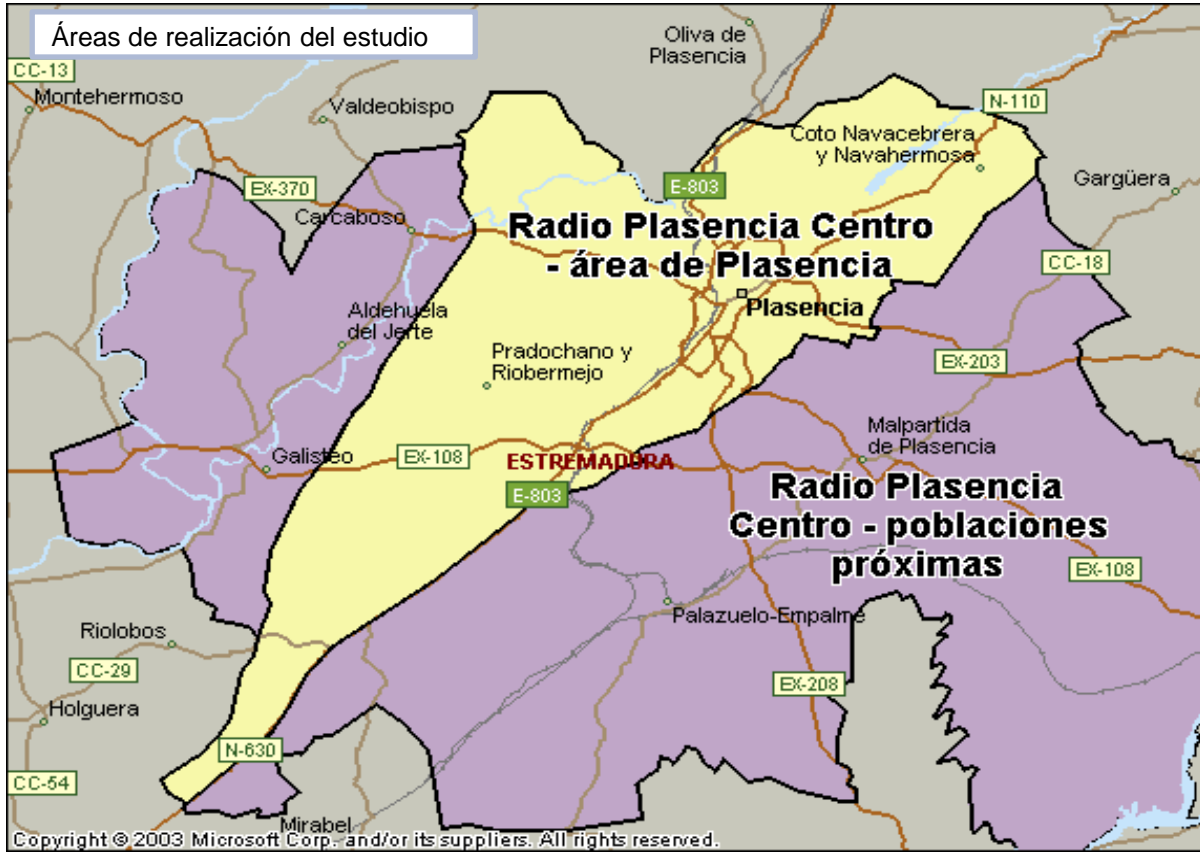 Áreas de realización del estudio
Oliva de
Plasencia
CC-13
Montehermoso
Valdeobispo
N-110
Coto Navacebrera
y Navahermosa
EX-370
E-803
Gargüera
Carcaboso
Radio Plasencia Centro
- área de Plasencia
CC-18
Plasencia
Aldehuela
del Jerte
Pradochano y
Riobermejo
EX-203
Malpartida
de Plasencia
Galisteo
EX-108
ESTREMADURA
E-803
Radio Plasencia
Centro - poblaciones
próximas
EX-108
Palazuelo-Empalme
Riolobos
CC-29
EX-208
Holguera
N-630
CC-54
Mirabel
Copyright © 2003 Microsoft Corp. and/or its suppliers. All rights reserved.